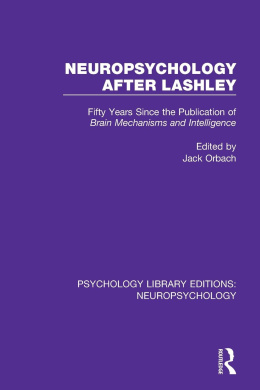 NEUROPSYCHOLOGY
AFTER LASHLEY
Fifty Years Since the Publication of
Brain Mechanisms and Intelligence
Edited by
Jack Orbach
PSYCHOLOGY LIBRARY EDITIONS:
NEUROPSYCHOLOGY
ROUTLEDGE